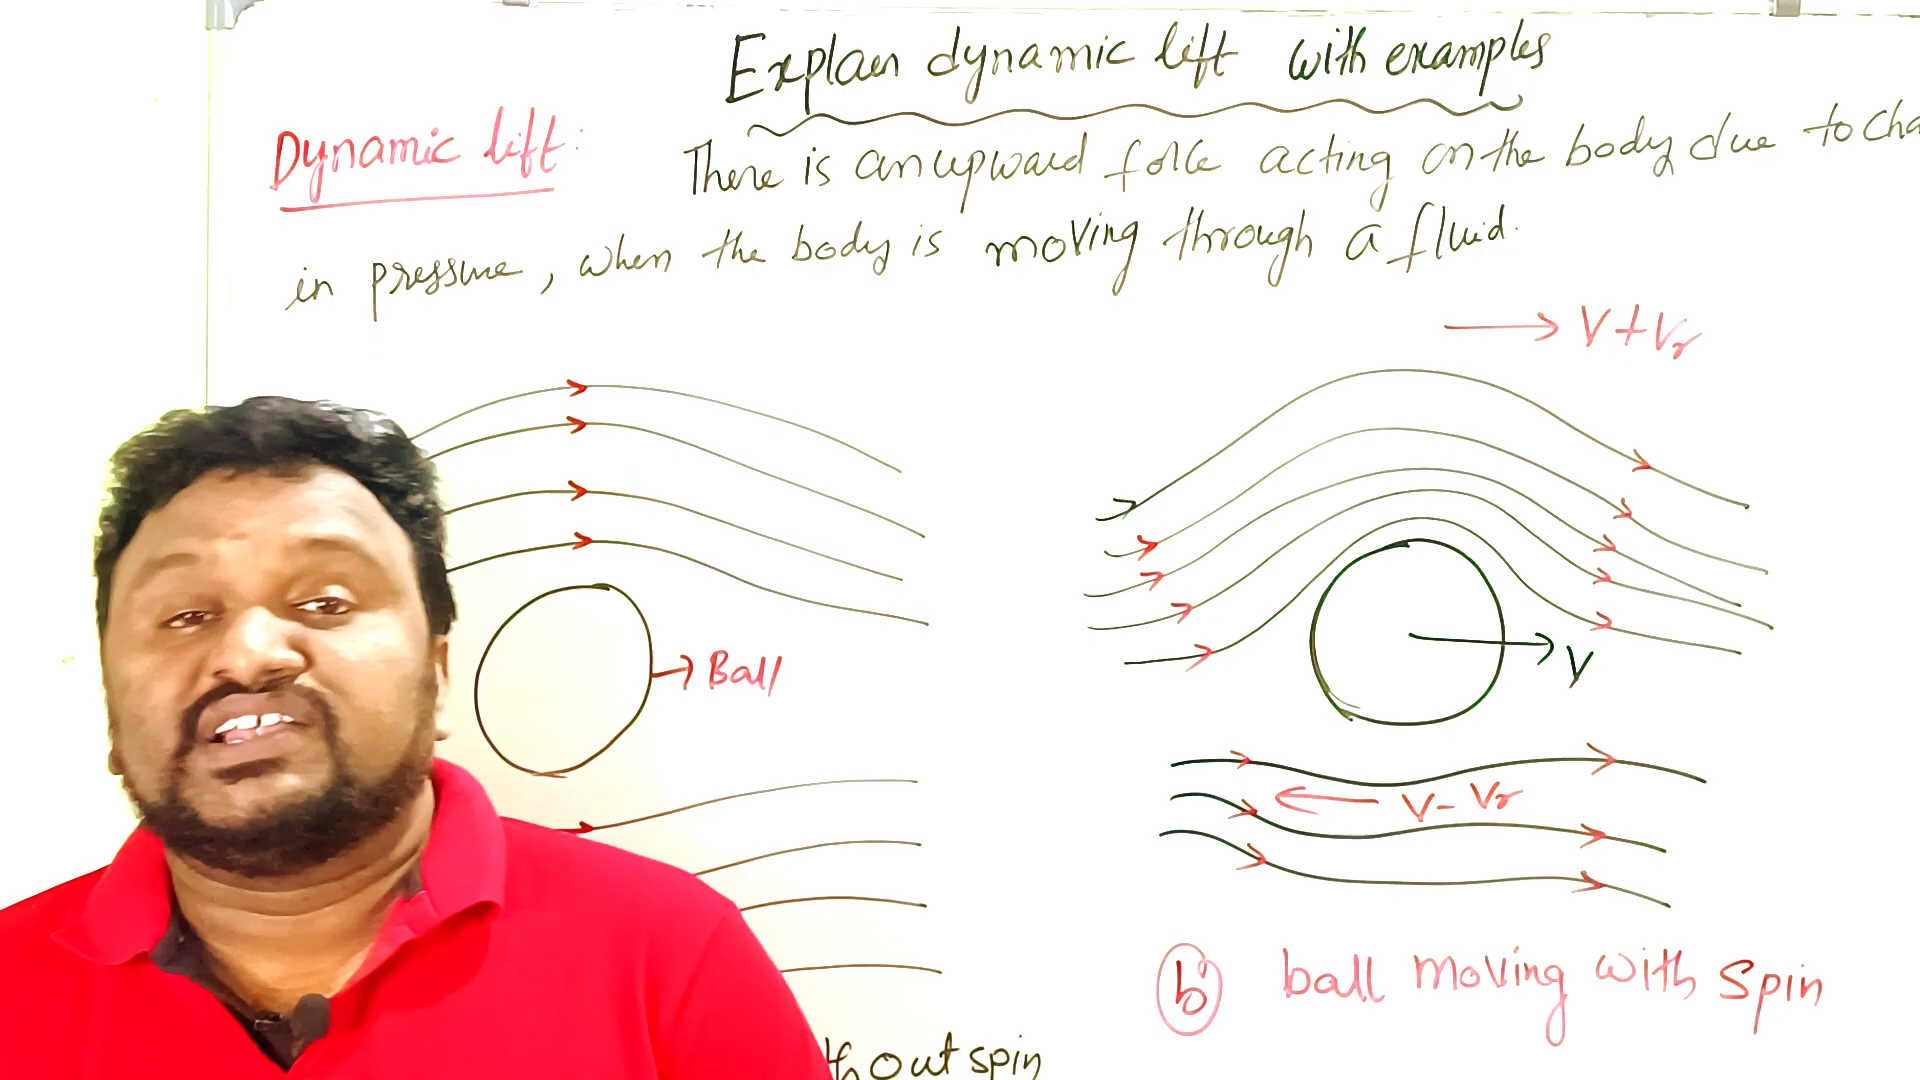 Explain dynamic lift with examples
Dynamic lift: There is an upward force acting on the body due to cha
in pressure, when the body is moving through a fluid.
V+Vr
Ball
V
V-Vr
b ball moving with spin
thout spin